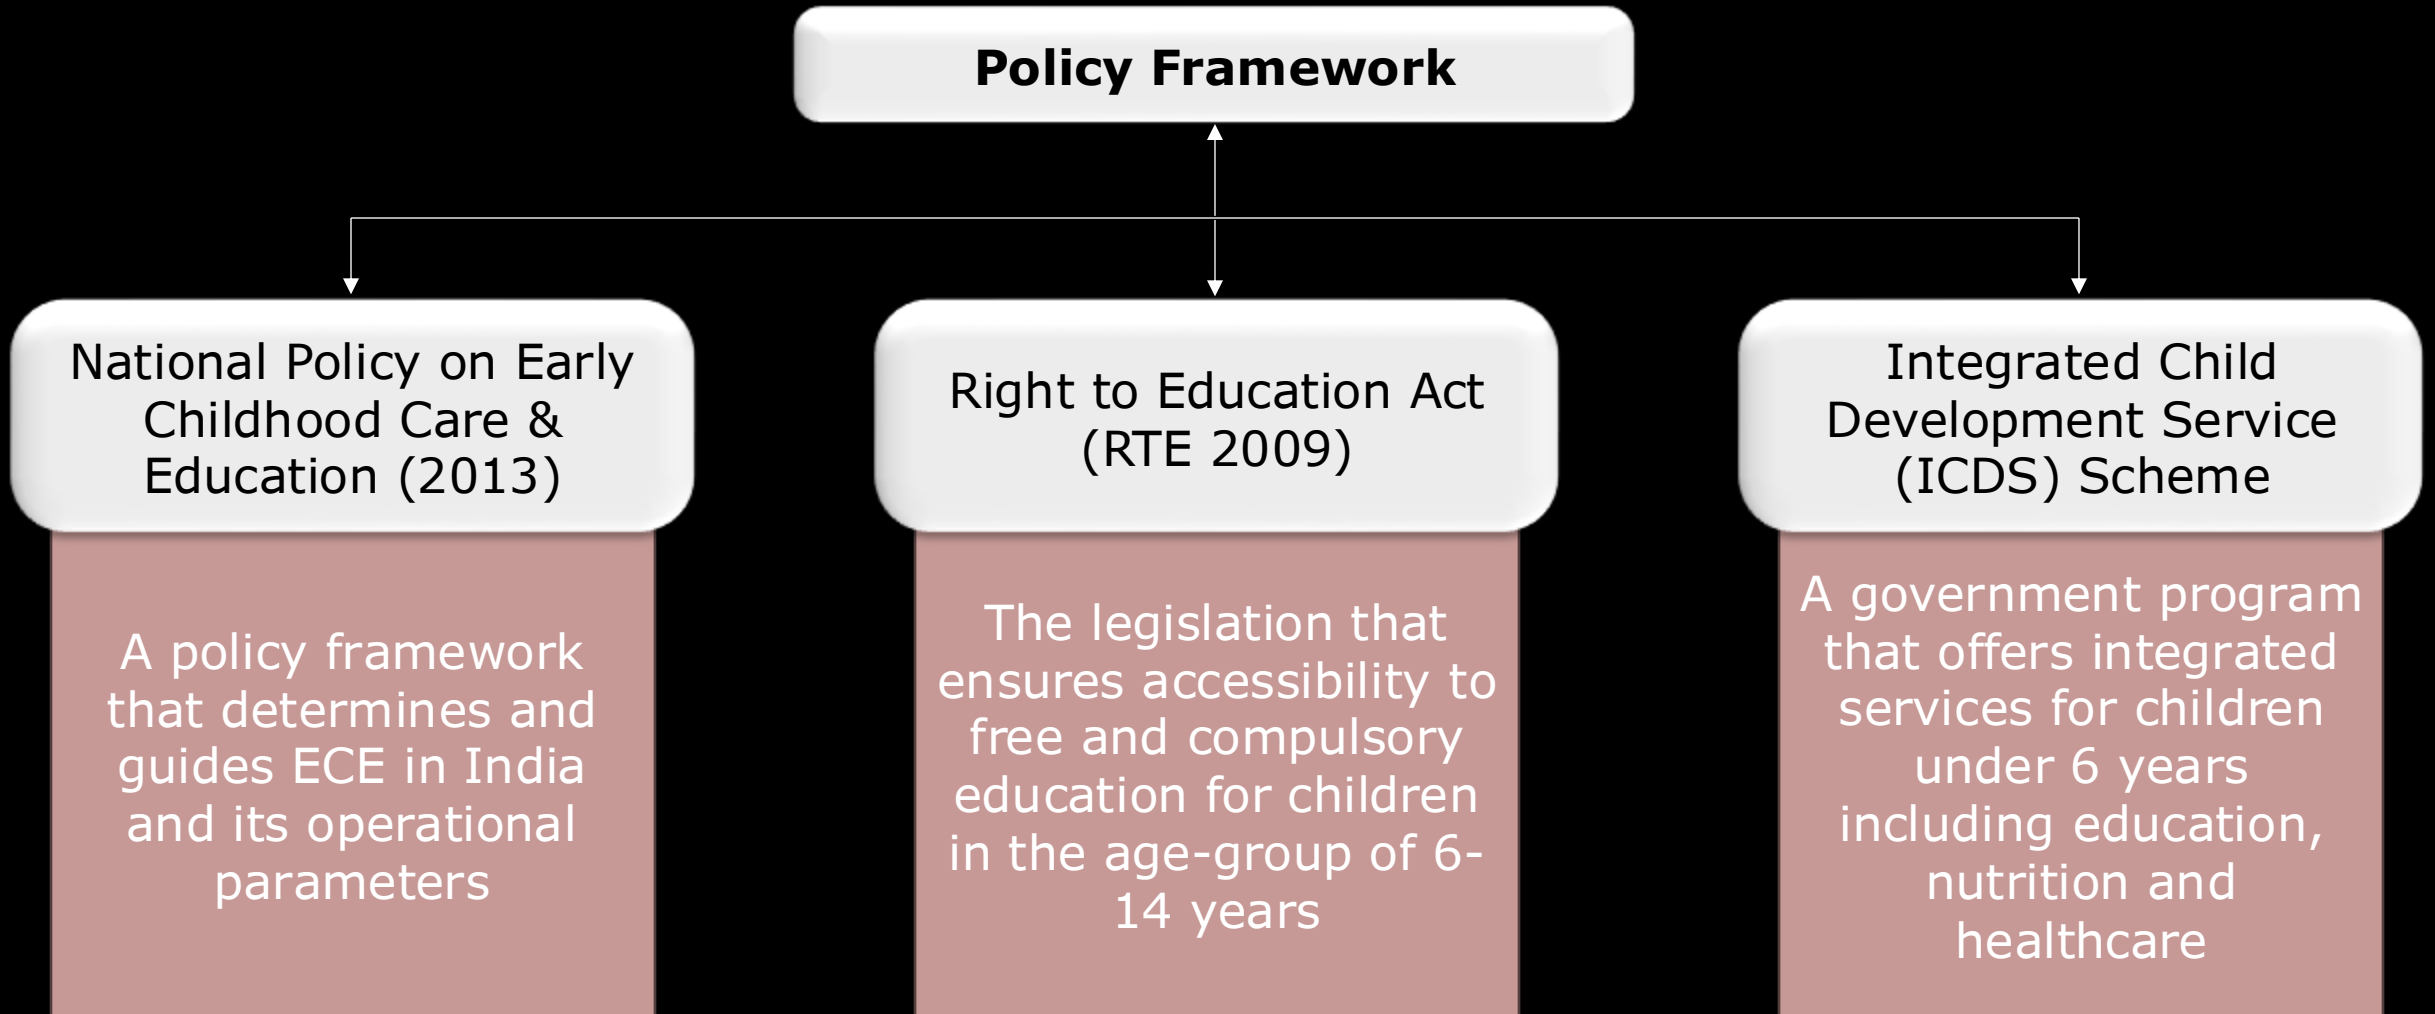 Policy Framework
National Policy on Early
Childhood Care &
Education (2013)
A policy framework
that determines and
guides ECE in India
and its operational
parameters
Right to Education Act
(RTE 2009)
The legislation that
ensures accessibility to
free and compulsory
education for children
in the age-group of 6-
14 years
Integrated Child
Development Service
(ICDS) Scheme
A government program
that offers integrated
services for children
under 6 years
including education,
nutrition and
healthcare